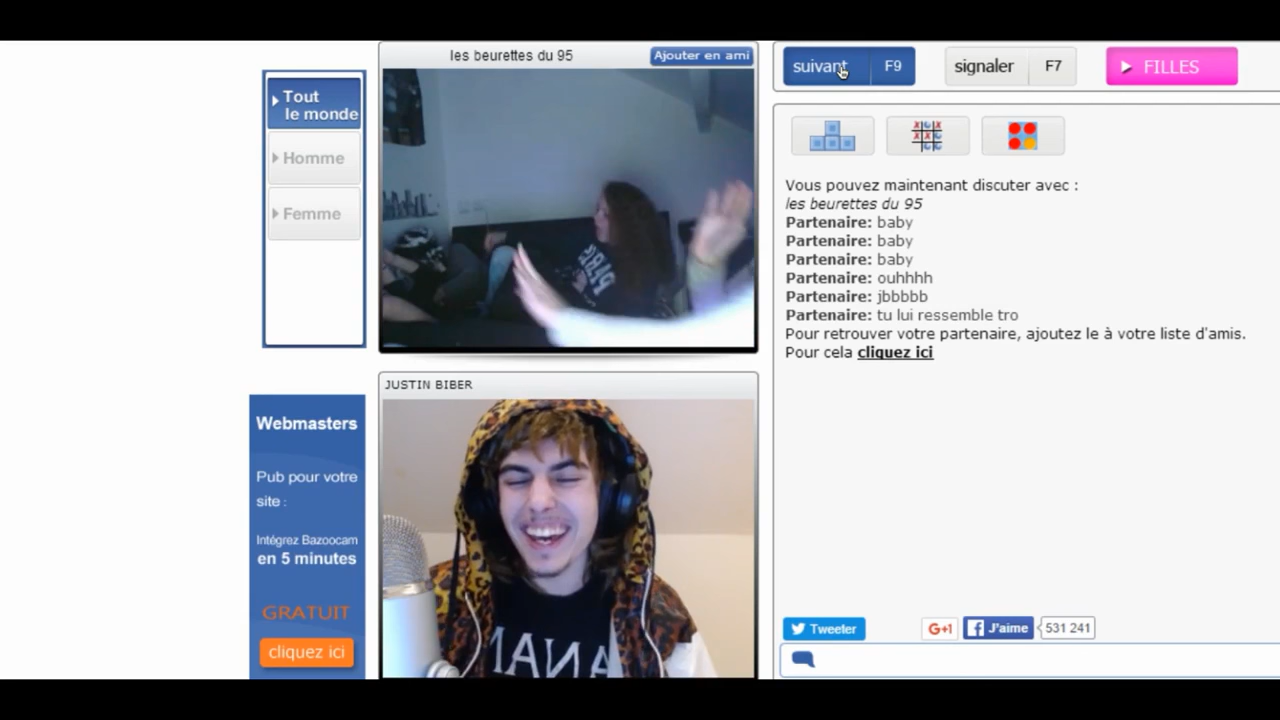 les beurettes du 95
Ajouter en ami
suivant
F9
signaler
F7
FILLES
Tout
le monde
Homme
Femme
Vous pouvez maintenant discuter avec :
les beurettes du 95
Partenaire: baby
Partenaire: baby
Partenaire: baby
Partenaire: ouhhhh
Partenaire: jbbbbb
Partenaire: tu lui ressemble tro
Pour retrouver votre partenaire, ajoutez le à votre liste d'amis.
Pour cela cliquez ici
JUSTIN BIBER
Webmasters
Pub pour votre
site :
Intégrez Bazoocam
en 5 minutes
GRATUIT
cliquez ici
Tweeter
G+1
J'aime
531 241